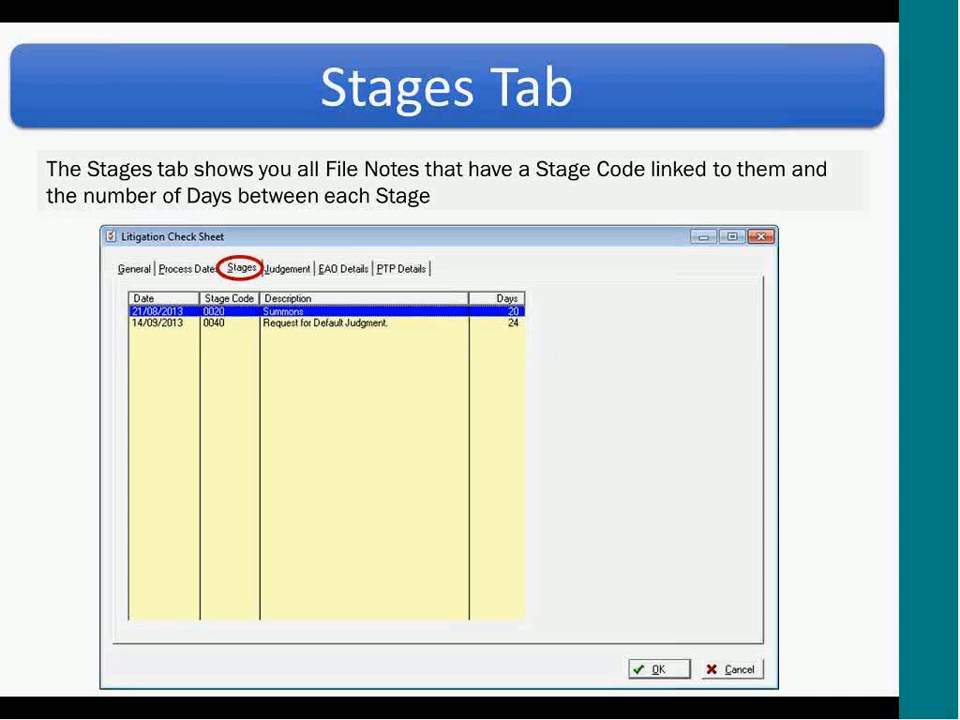 Stages Tab
The Stages tab shows you all File Notes that have a Stage Code linked to them and
the number of Days between each Stage
Litigation Check Sheet
General Process Dates Stages Judgement EAO Details PTP Details
Date Stage Code Description Days
21/08/2013 0020 Summons 20
14/09/2013 0040 Request for Default Judgment. 24
OK Cancel